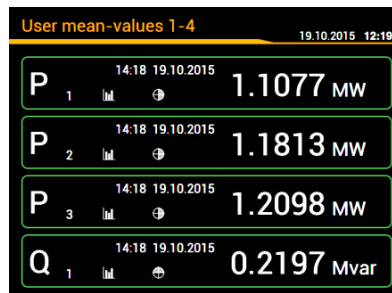 User mean-values 1-4
19.10.2015 12:19
14:18 19.10.2015
P 1 1.1077 MW
14:18 19.10.2015
P 2 1.1813 MW
14:18 19.10.2015
P 3 1.2098 MW
14:18 19.10.2015
Q 1 0.2197 Mvar